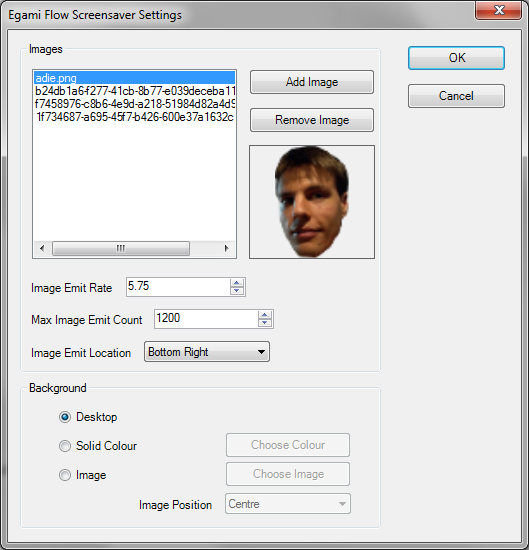 Egami Flow Screensaver Settings
Images
adie.png
b24db1a6f277-41cb-8b77-e039deceba11
f7458976-c8b6-4e9d-a218-51984d82a4d9
1f734687-a695-45f7-b426-600e37a1632c
Add Image
Remove Image
OK
Cancel
Image Emit Rate 5.75
Max Image Emit Count 1200
Image Emit Location Bottom Right
Background
Desktop
Solid Colour Choose Colour
Image Choose Image
Image Position Centre